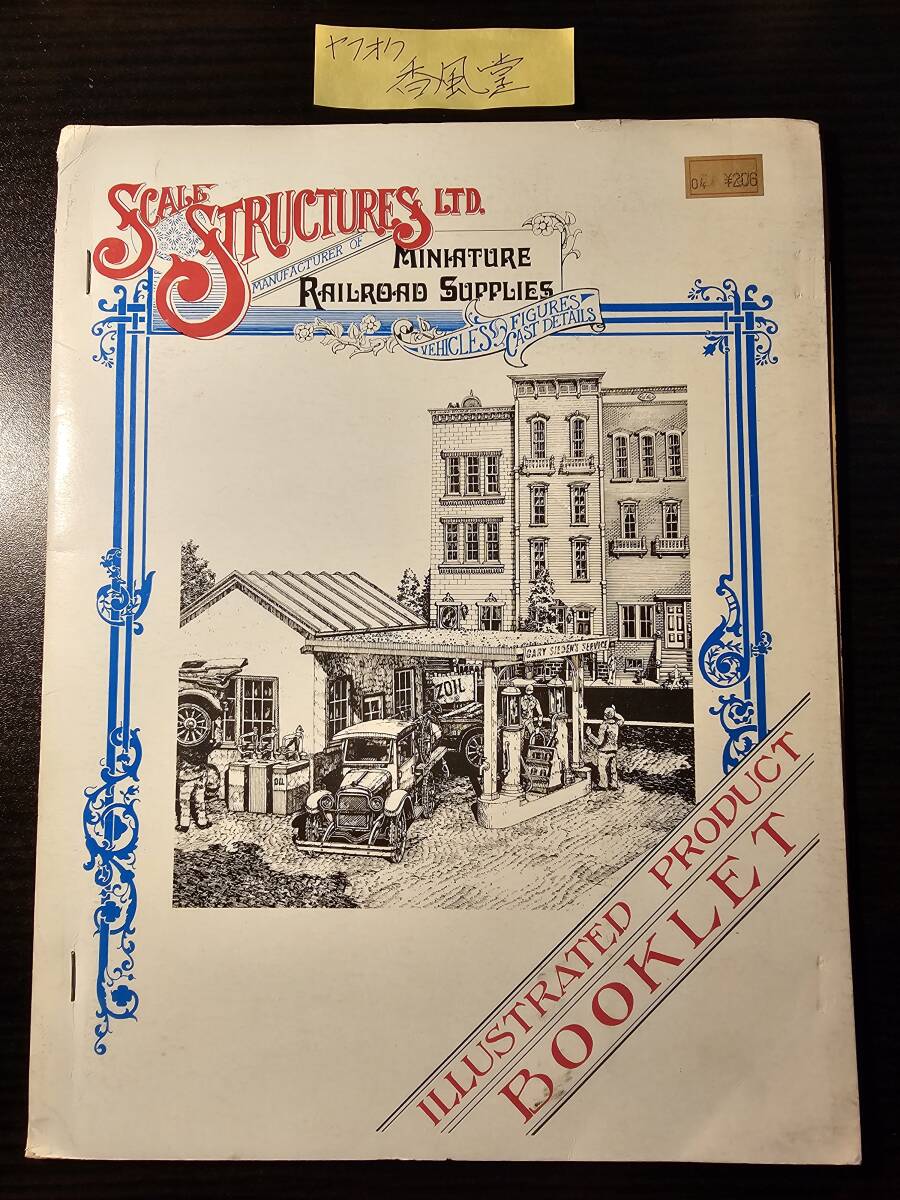 ヤフオク
香風堂
04 ¥206
SCALE
STRUCTURES LTD.
MANUFACTURER OF
MINIATURE
RAILROAD SUPPLIES
VEHICLES & FIGURES
CAST DETAILS
GARY SIEDEN'S SERVICE
ZOIL
OIL
ILLUSTRATED PRODUCT
BOOKLET